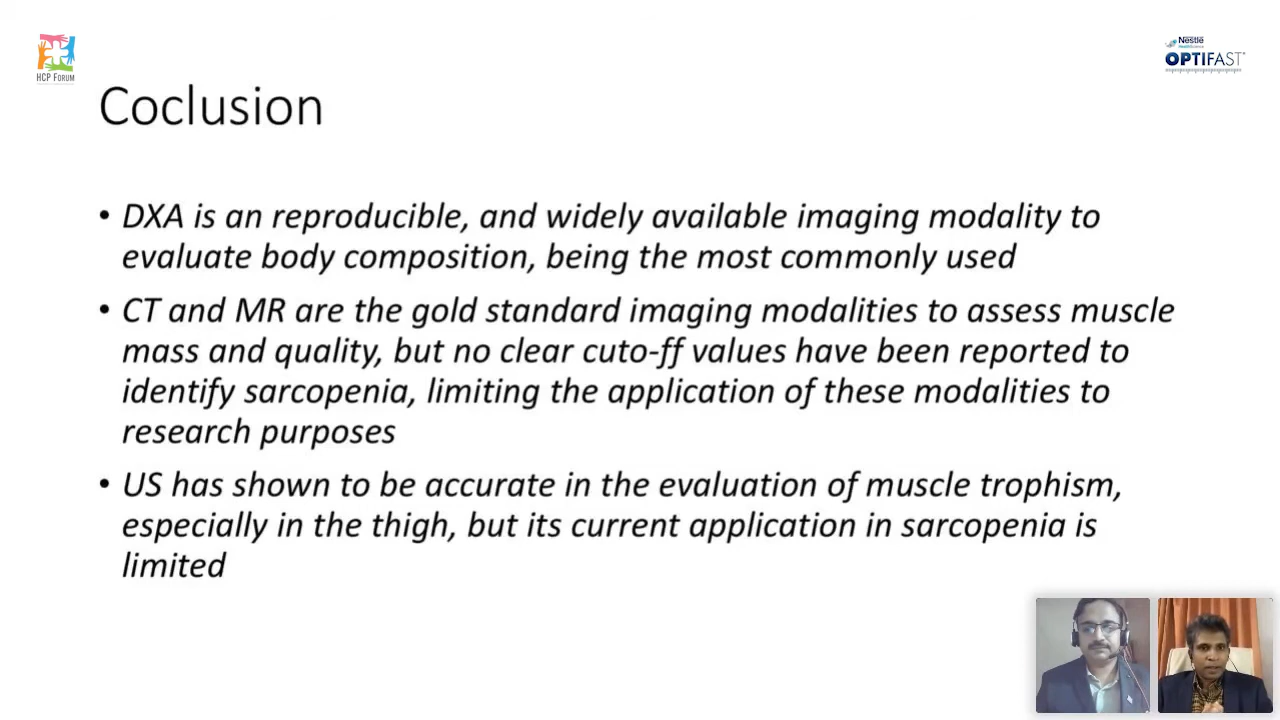 HCP FORUM
Nestlé
HealthScience
OPTIFAST®
Coclusion
• DXA is an reproducible, and widely available imaging modality to
evaluate body composition, being the most commonly used
• CT and MR are the gold standard imaging modalities to assess muscle
mass and quality, but no clear cuto-ff values have been reported to
identify sarcopenia, limiting the application of these modalities to
research purposes
• US has shown to be accurate in the evaluation of muscle trophism,
especially in the thigh, but its current application in sarcopenia is
limited